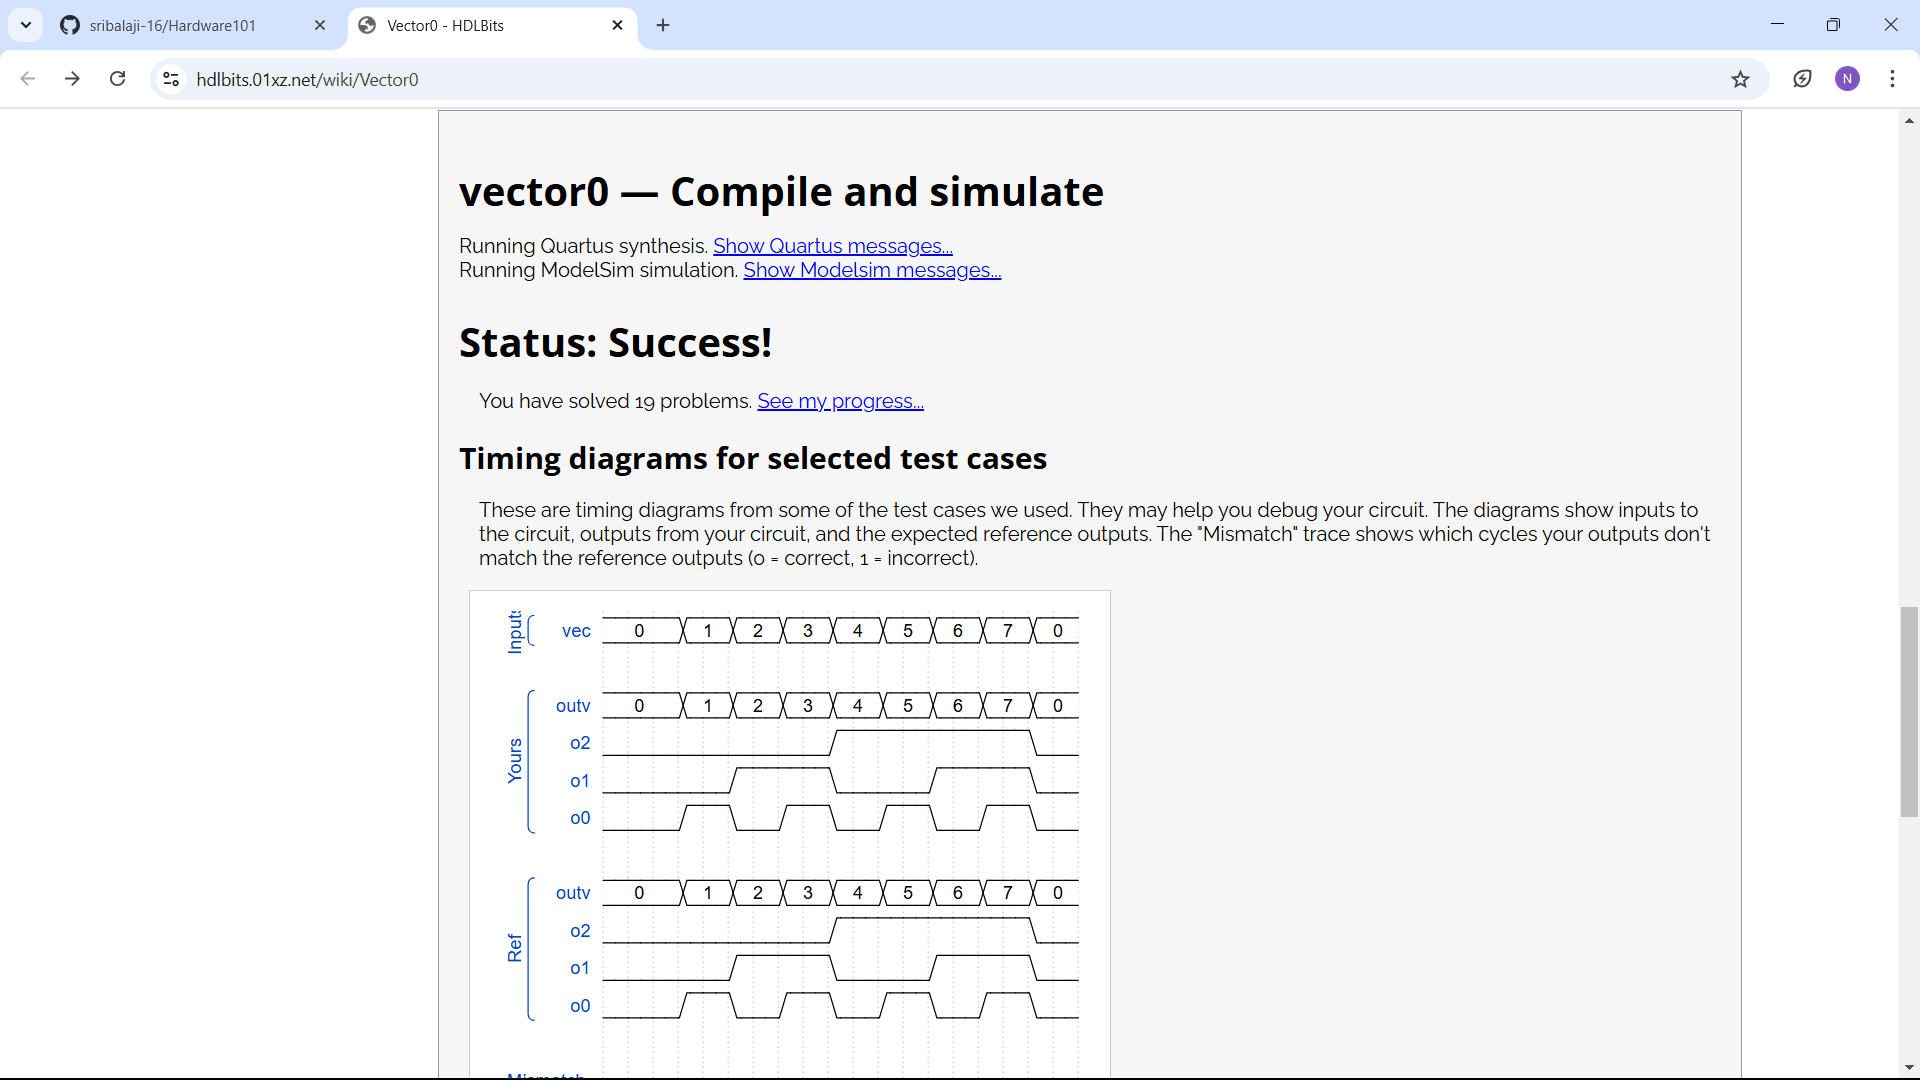 sribalaji-16/Hardware101
Vector0 - HDLBits
hdlbits.01xz.net/wiki/Vector0
N
vector0 — Compile and simulate
Running Quartus synthesis. Show Quartus messages...
Running ModelSim simulation. Show Modelsim messages...
Status: Success!
You have solved 19 problems. See my progress...
Timing diagrams for selected test cases
These are timing diagrams from some of the test cases we used. They may help you debug your circuit. The diagrams show inputs to
the circuit, outputs from your circuit, and the expected reference outputs. The "Mismatch" trace shows which cycles your outputs don't
match the reference outputs (0 = correct, 1 = incorrect).
Inputs
vec 0 1 2 3 4 5 6 7 0
Yours
outv 0 1 2 3 4 5 6 7 0
o2
o1
o0
Ref
outv 0 1 2 3 4 5 6 7 0
o2
o1
o0
Mismatch